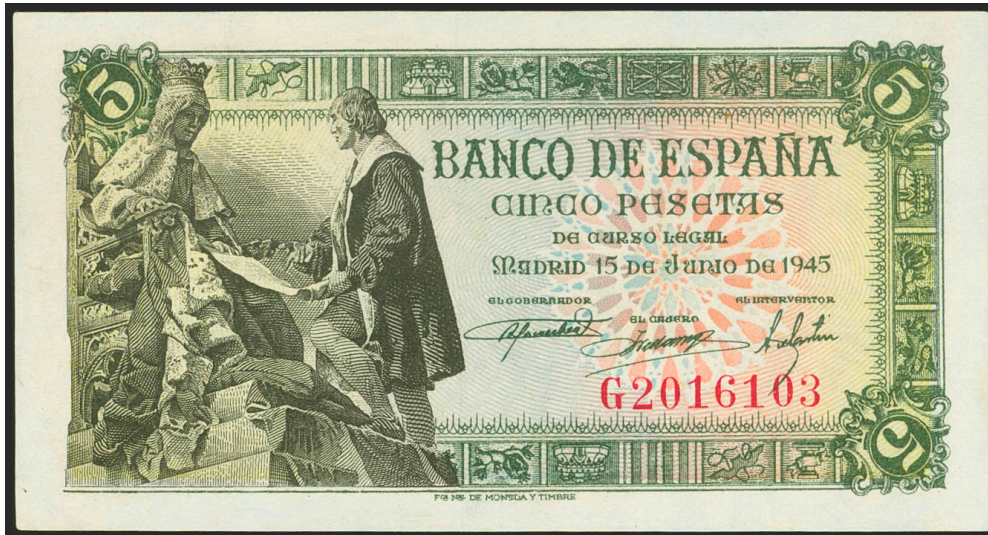 5 5
BANCO DE ESPAÑA
CINCO PESETAS
DE CURSO LEGAL
MADRID 15 DE JUNIO DE 1945
EL GOBERNADOR EL INTERVENTOR
EL CAJERO
G2016103
5
FCA NAL DE MONEDA Y TIMBRE